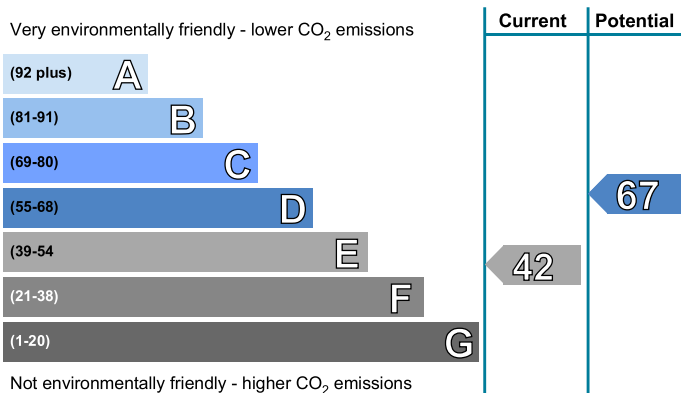 Very environmentally friendly - lower CO2 emissions
Current
Potential
(92 plus) A
(81-91) B
(69-80) C
(55-68) D
67
(39-54 E
42
(21-38) F
(1-20) G
Not environmentally friendly - higher CO2 emissions